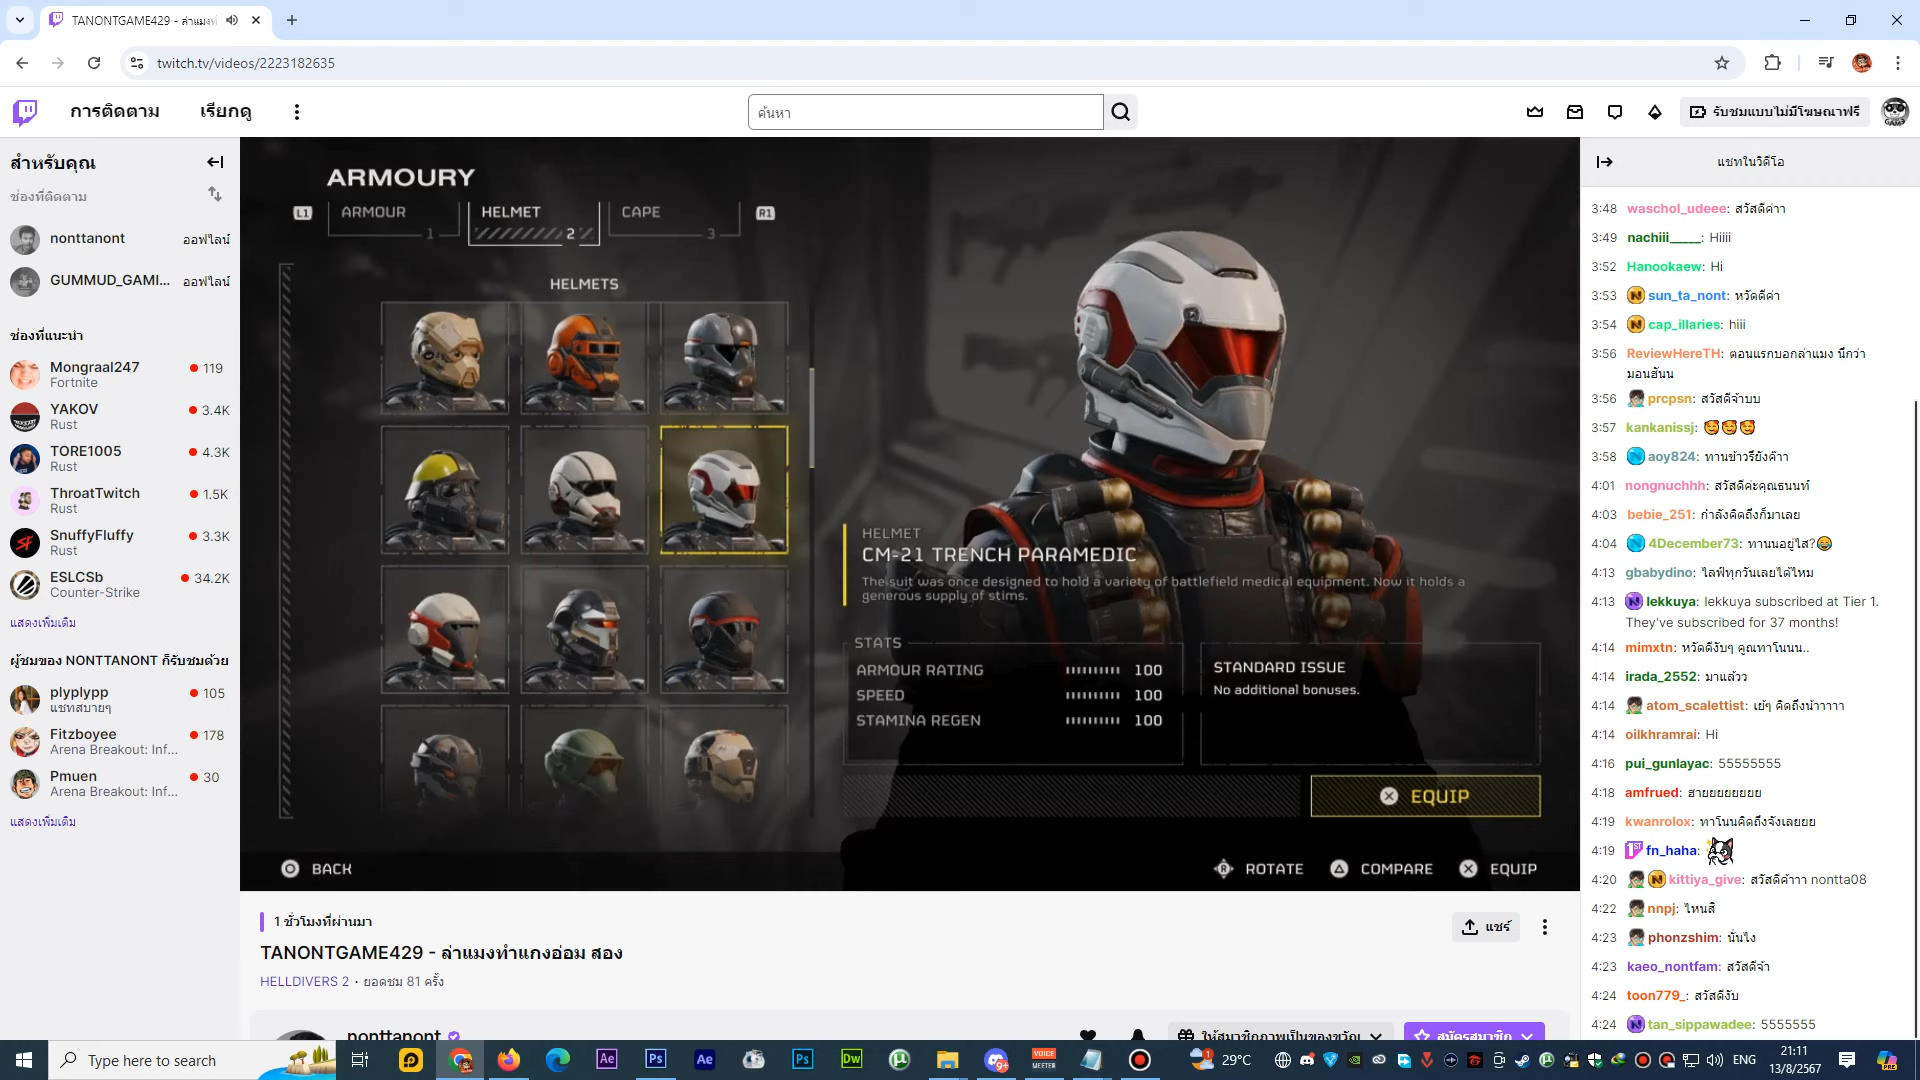 TANONTGAME429 - ล่าแมงทำ
twitch.tv/videos/2223182635
การติดตาม
เรียกดู
ค้นหา
รับชมแบบไม่มีโฆษณาฟรี
สำหรับคุณ
ช่องที่ติดตาม
nonttanont ออฟไลน์
GUMMUD_GAMI... ออฟไลน์
ช่องที่แนะนำ
Mongraal247 119
Fortnite
YAKOV 3.4K
Rust
TORE1005 4.3K
Rust
ThroatTwitch 1.5K
Rust
SnuffyFluffy 3.3K
Rust
ESLCSb 34.2K
Counter-Strike
แสดงเพิ่มเติม
ผู้ชมของ NONTTANONT ก็รับชมด้วย
plyplypp 105
แชทสบายๆ
Fitzboyee 178
Arena Breakout: Inf...
Pmuen 30
Arena Breakout: Inf...
แสดงเพิ่มเติม
ARMOURY
L1 ARMOUR 1 HELMET 2 CAPE 3 R1
HELMETS
HELMET
CM-21 TRENCH PARAMEDIC
The suit was once designed to hold a variety of battlefield medical equipment. Now it holds a
generous supply of stims.
STATS
ARMOUR RATING 100
SPEED 100
STAMINA REGEN 100
STANDARD ISSUE
No additional bonuses.
EQUIP
BACK
R ROTATE COMPARE EQUIP
1 ชั่วโมงที่ผ่านมา
แชร์
TANONTGAME429 - ล่าแมงทำแกงอ่อม สอง
HELLDIVERS 2 • ยอดชม 81 ครั้ง
nonttanont
ให้สมาชิกภาพเป็นของขวัญ
สมัครสมาชิก
แชทในวิดีโอ
3:48 waschol_udeee: สวัสดีค่าา
3:49 nachiii_____: Hiiii
3:52 Hanookaew: Hi
3:53 sun_ta_nont: หวัดดีค่า
3:54 cap_illaries: hiii
3:56 ReviewHereTH: ตอนแรกบอกล่าแมง นึกว่า
มอนฮันน
3:56 prcpsn: สวัสดีจ้าบบ
3:57 kankanissj:
3:58 aoy824: ทานข้าวรึยังค๊าา
4:01 nongnuchhh: สวัสดีค่ะคุณธนนท์
4:03 bebie_251: กำลังคิดถึงก็มาเลย
4:04 4December73: ทานนอยู่ไส?
4:13 gbabydino: ไลฟ์ทุกวันเลยได้ไหม
4:13 lekkuya: lekkuya subscribed at Tier 1.
They've subscribed for 37 months!
4:14 mimxtn: หวัดดีงับๆ คูณทาโนนน..
4:14 irada_2552: มาแล้วว
4:14 atom_scalettist: เย้ๆ คิดถึงน้าาาาา
4:14 oilkhramrai: Hi
4:16 pui_gunlayac: 55555555
4:18 amfrued: ฮายยยยยยยย
4:19 kwanrolox: ทาโนนคิดถึงจังเลยยย
4:19 fn_haha:
4:20 kittiya_give: สวัสดีค้าาา nontta08
4:22 nnpj: ไหนสิ
4:23 phonzshim: นั่นไง
4:23 kaeo_nontfam: สวัสดีจ้า
4:24 toon779_: สวัสดีงับ
4:24 tan_sippawadee: 5555555
Type here to search
29°C
ENG
21:11
13/8/2567